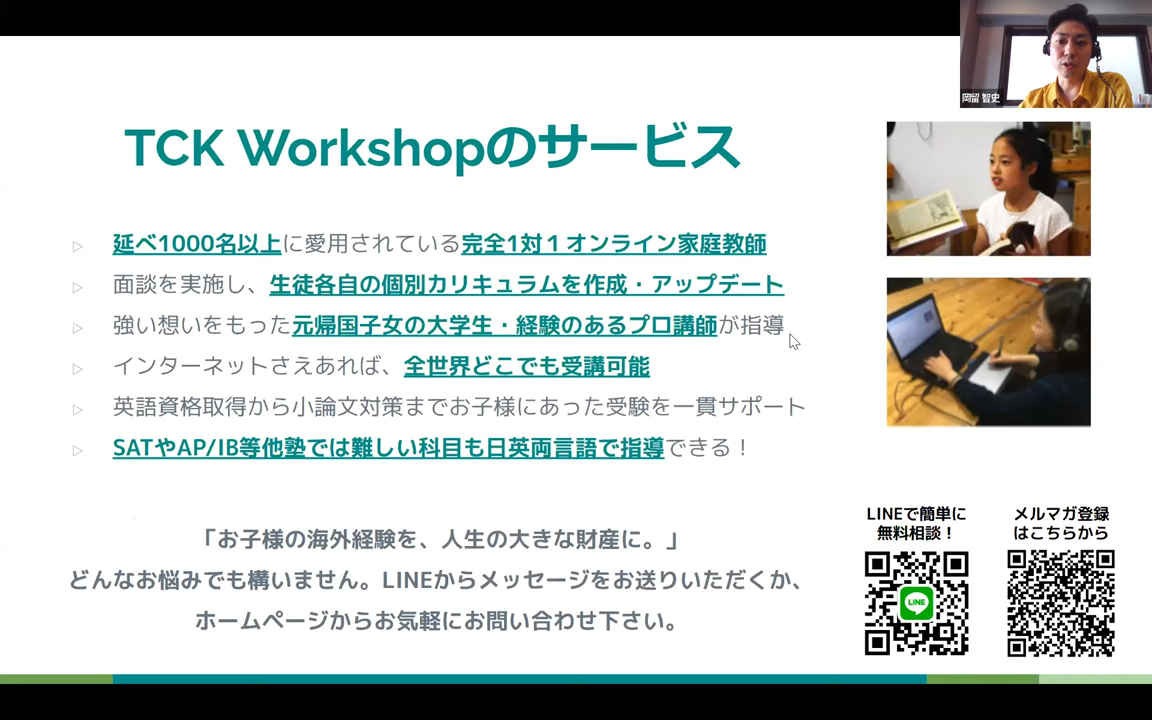 岡留 智史
TCK Workshopのサービス
延べ1000名以上に愛用されている完全1対１オンライン家庭教師
面談を実施し、生徒各自の個別カリキュラムを作成・アップデート
強い想いをもった元帰国子女の大学生・経験のあるプロ講師が指導
インターネットさえあれば、全世界どこでも受講可能
英語資格取得から小論文対策までお子様にあった受験を一貫サポート
SATやAP/IB等他塾では難しい科目も日英両言語で指導できる！
「お子様の海外経験を、人生の大きな財産に。」
どんなお悩みでも構いません。LINEからメッセージをお送りいただくか、
ホームページからお気軽にお問い合わせ下さい。
LINEで簡単に
無料相談！
LINE
メルマガ登録
はこちらから